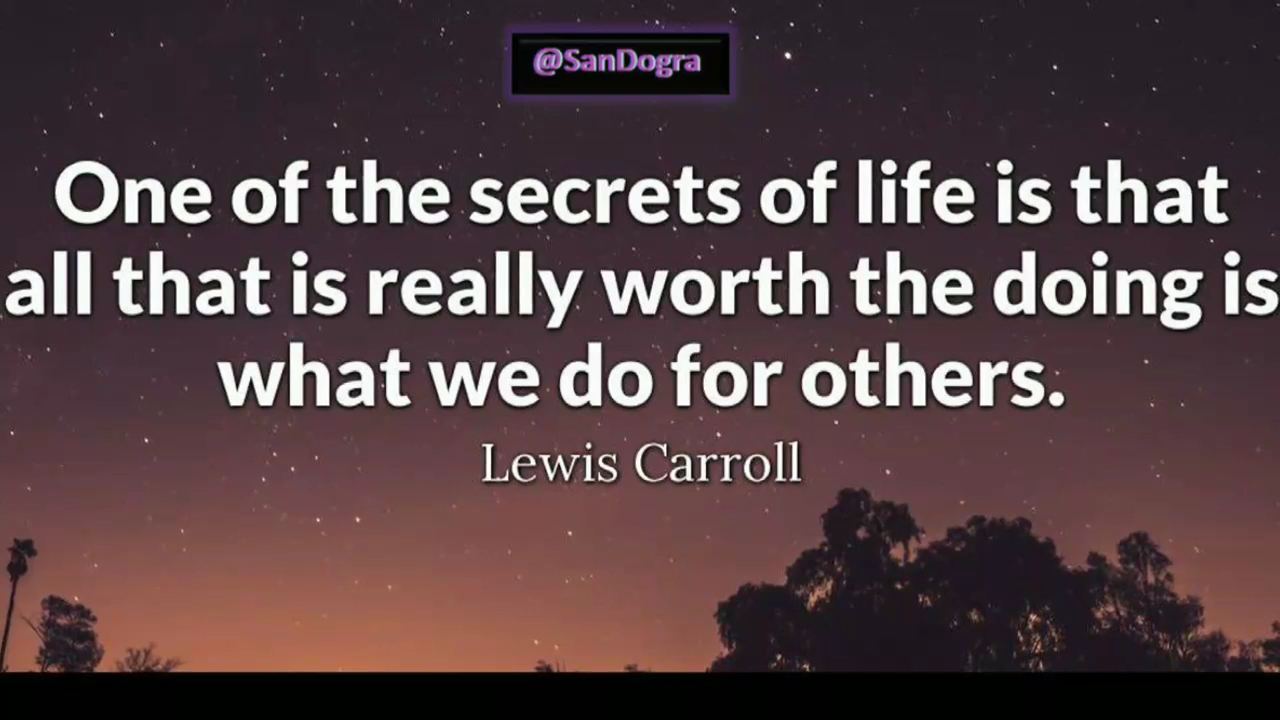 @SanDogra
One of the secrets of life is that
all that is really worth the doing is
what we do for others.
Lewis Carroll